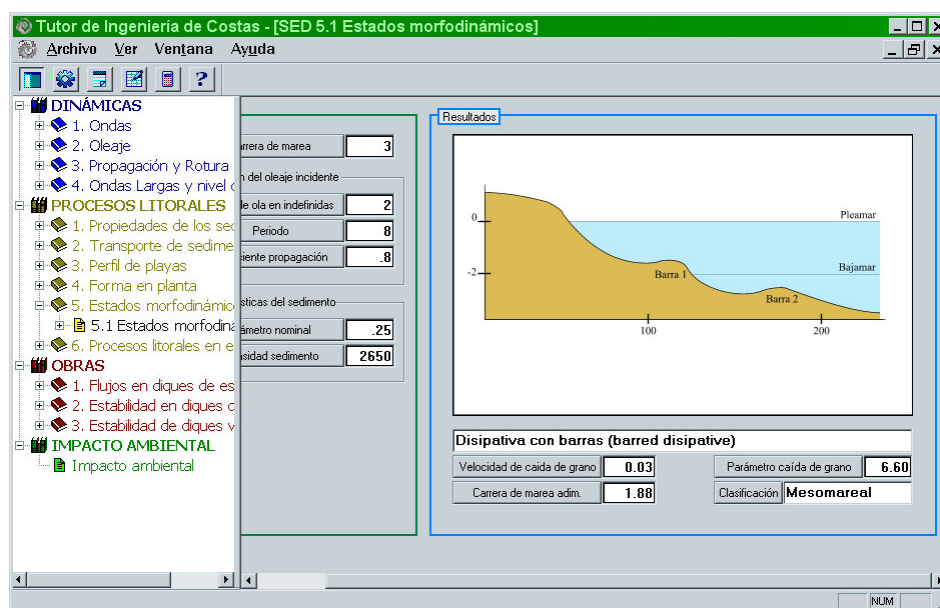 Tutor de Ingeniería de Costas - [SED 5.1 Estados morfodinámicos]
Archivo Ver Ventana Ayuda
DINÁMICAS
1. Ondas
2. Oleaje
3. Propagación y Rotura
4. Ondas Largas y nivel
PROCESOS LITORALES
1. Propiedades de los sed
2. Transporte de sedime
3. Perfil de playas
4. Forma en planta
5. Estados morfodinámic
5.1 Estados morfodina
6. Procesos litorales en e
OBRAS
1. Flujos en diques de es
2. Estabilidad en diques
3. Estabilidad de diques v
IMPACTO AMBIENTAL
Impacto ambiental
rrera de marea 3
del oleaje incidente
de ola en indefinidas 2
Periodo 8
ciente propagación .8
sticas del sedimento
ámetro nominal .25
sidad sedimento 2650
Resultados
0
Pleamar
-2
Bajamar
Barra 1
Barra 2
100
200
Disipativa con barras (barred disipative)
Velocidad de caida de grano 0.03
Parámetro caída de grano 6.60
Carrera de marea adim. 1.88
Clasificación Mesomareal
NUM